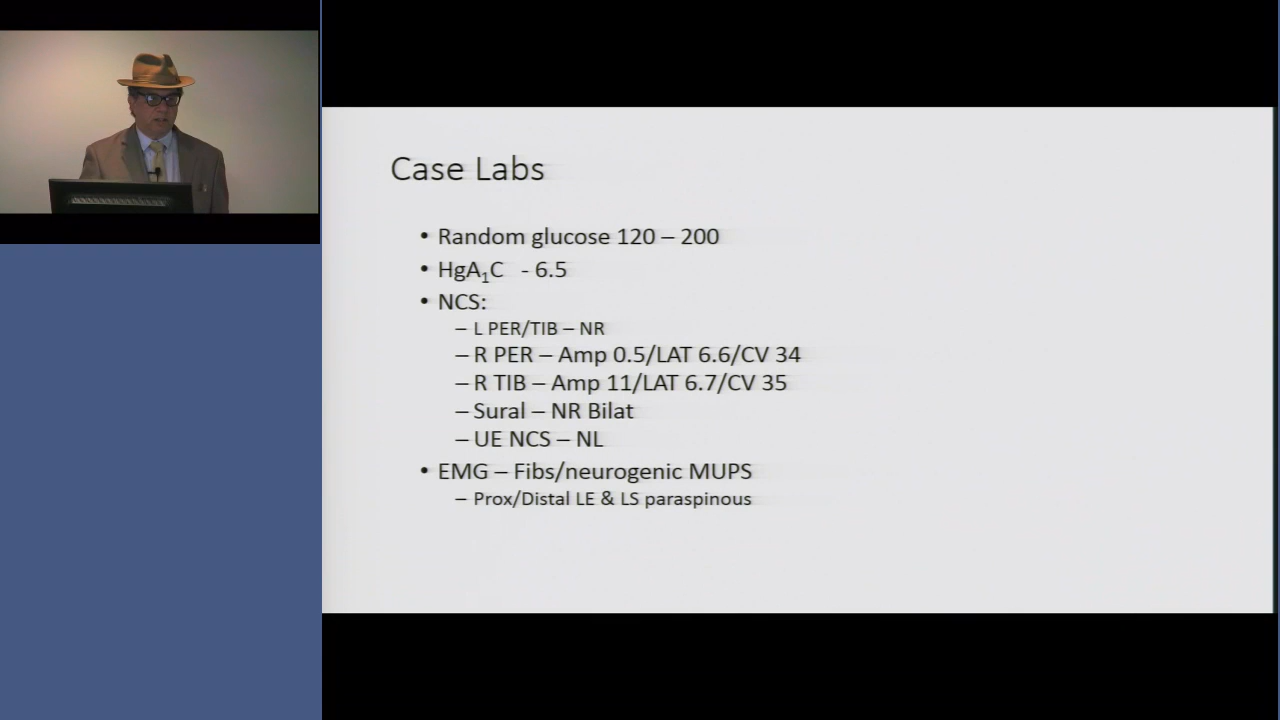 Case Labs
• Random glucose 120 – 200
• HgA₁C - 6.5
• NCS:
– L PER/TIB – NR
– R PER – Amp 0.5/LAT 6.6/CV 34
– R TIB – Amp 11/LAT 6.7/CV 35
– Sural – NR Bilat
– UE NCS – NL
• EMG – Fibs/neurogenic MUPS
– Prox/Distal LE & LS paraspinous